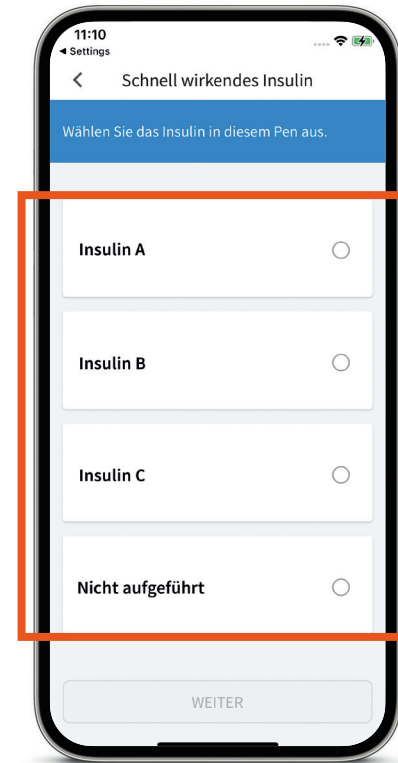 11:10
◀ Settings
Schnell wirkendes Insulin
Wählen Sie das Insulin in diesem Pen aus.
Insulin A
Insulin B
Insulin C
Nicht aufgeführt
WEITER